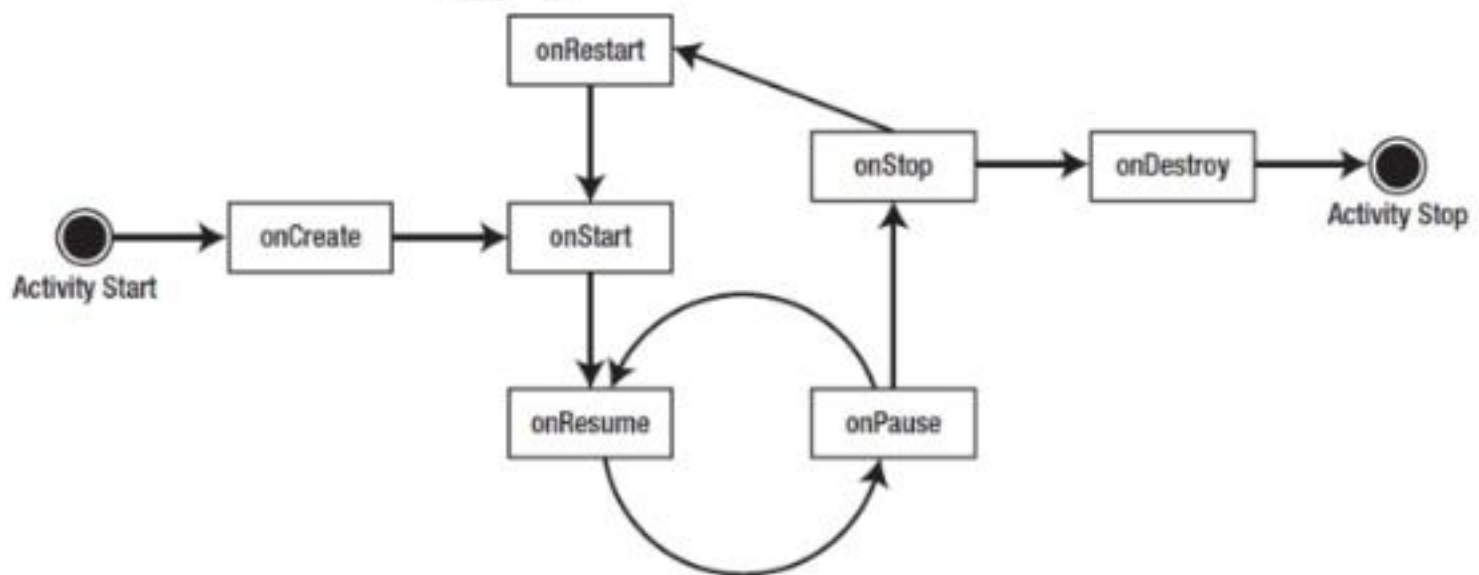 onRestart
onStop
onDestroy
onCreate
onStart
Activity Start
Activity Stop
onResume
onPause